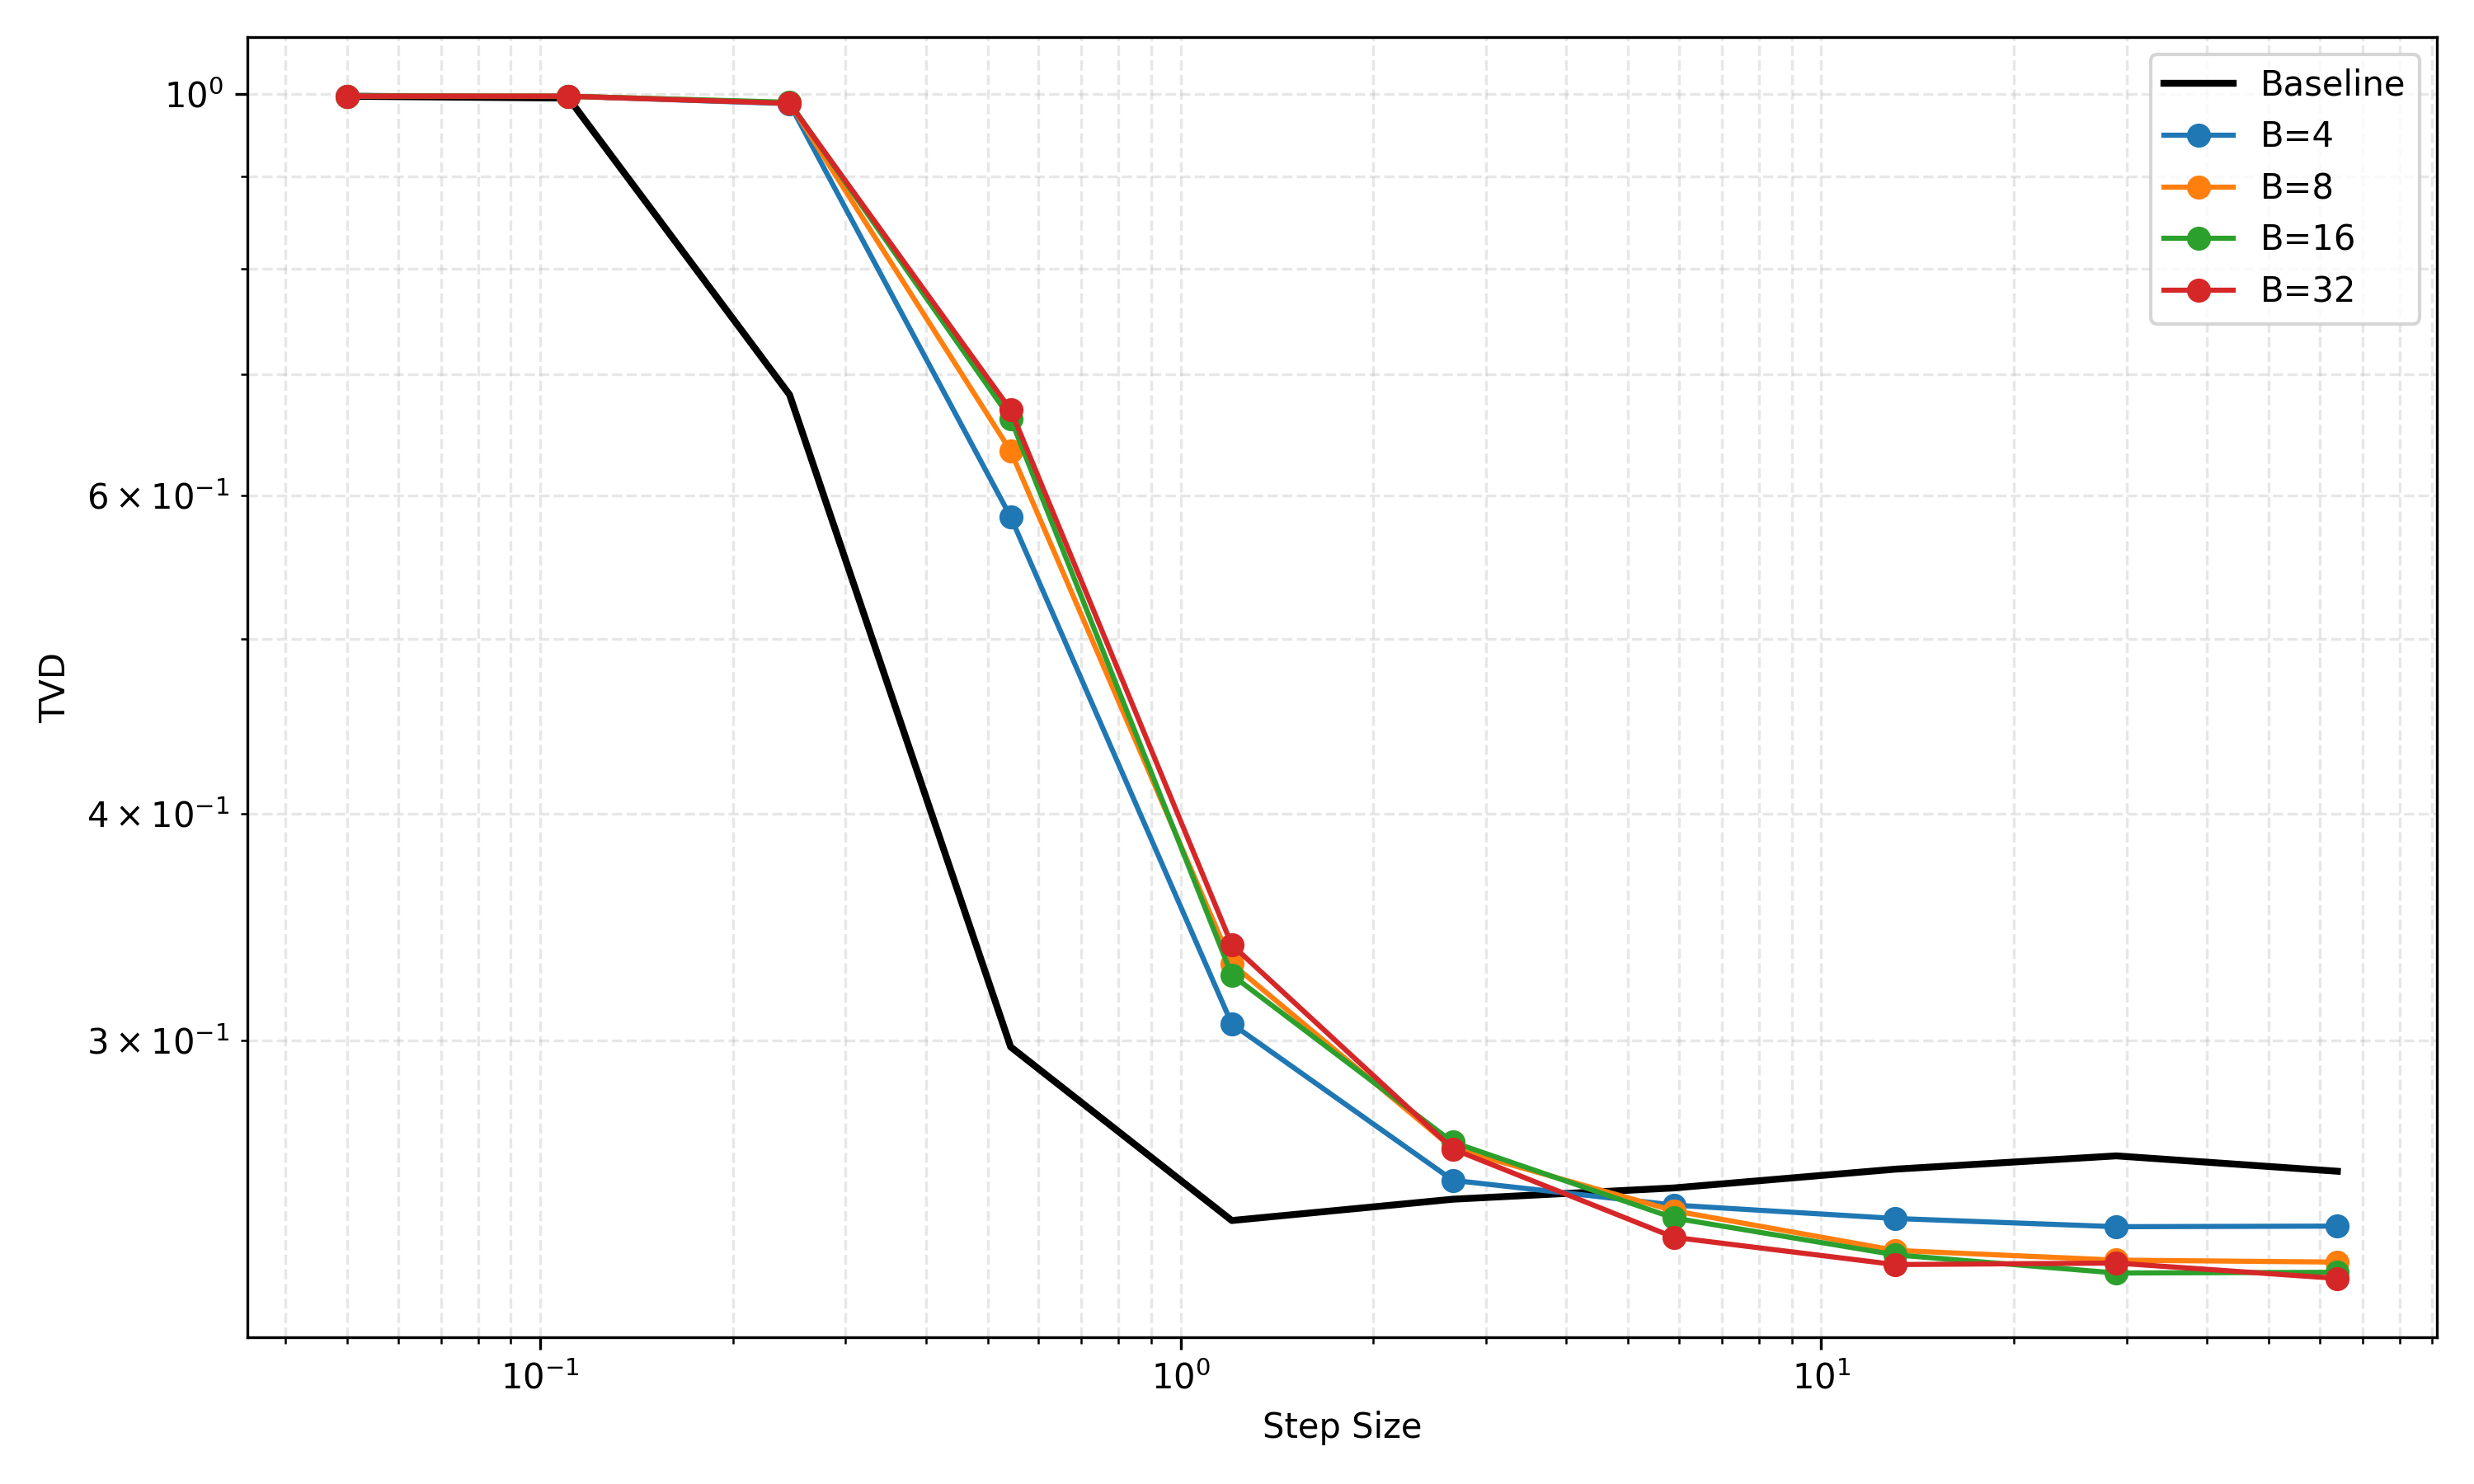 10⁰
6 × 10⁻¹
4 × 10⁻¹
3 × 10⁻¹
TVD
10⁻¹
10⁰
10¹
Step Size
Baseline
B=4
B=8
B=16
B=32